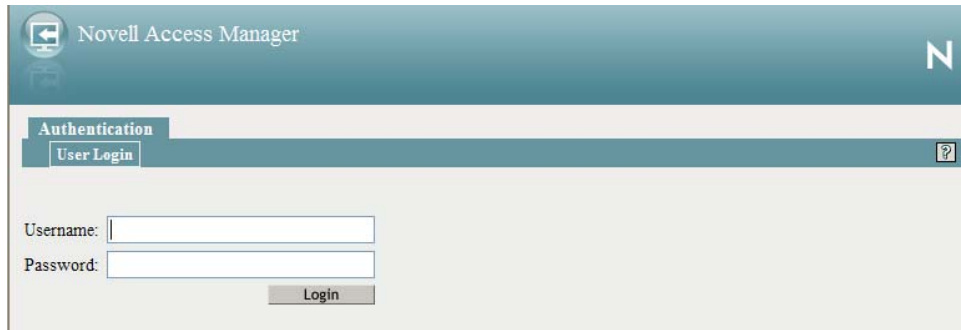 Novell Access Manager
N
Authentication
User Login
?
Username:
Password:
Login